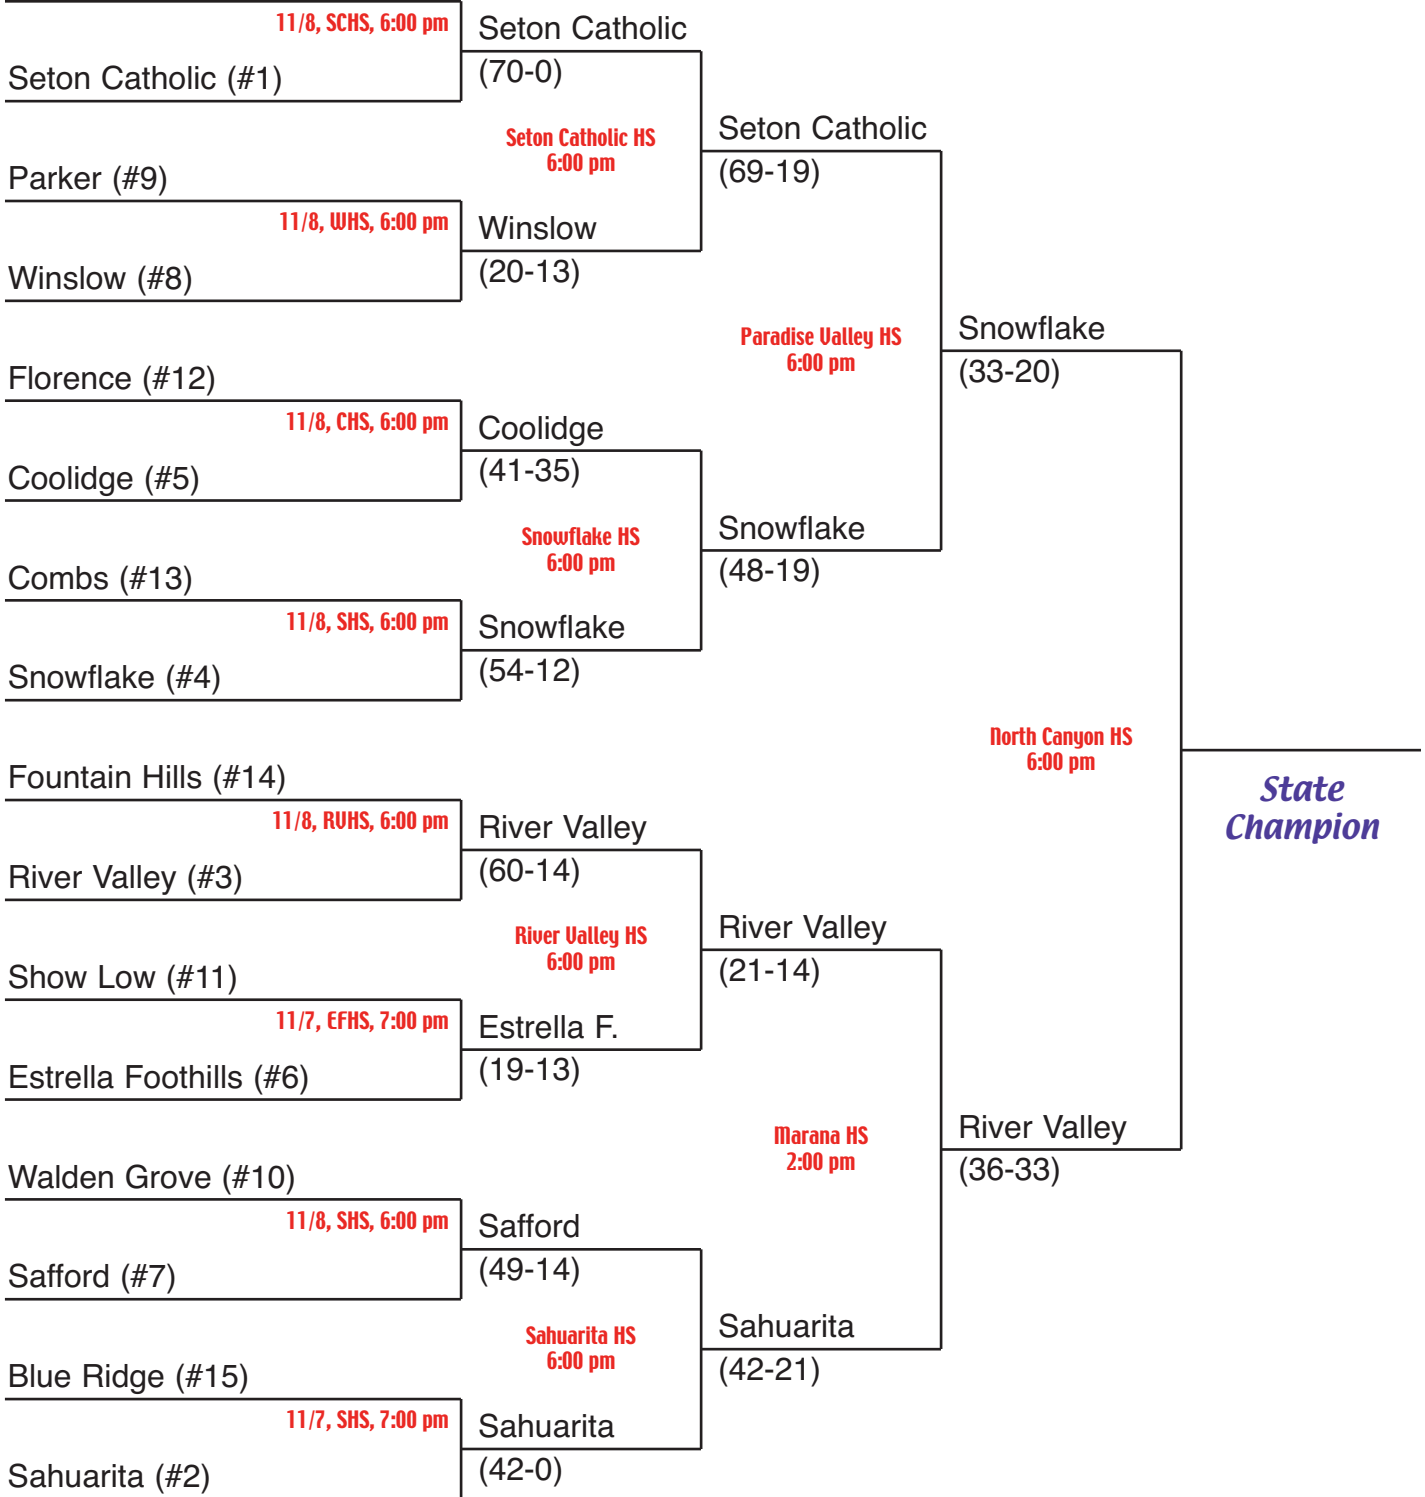 11/8, SCHS, 6:00 pm
Seton Catholic (#1)
Parker (#9)
11/8, WHS, 6:00 pm
Winslow (#8)
Florence (#12)
11/8, CHS, 6:00 pm
Coolidge (#5)
Combs (#13)
11/8, SHS, 6:00 pm
Snowflake (#4)
Fountain Hills (#14)
11/8, RVHS, 6:00 pm
River Valley (#3)
Show Low (#11)
11/7, EFHS, 7:00 pm
Estrella Foothills (#6)
Walden Grove (#10)
11/8, SHS, 6:00 pm
Safford (#7)
Blue Ridge (#15)
11/7, SHS, 7:00 pm
Sahuarita (#2)
Seton Catholic
(70-0)
Seton Catholic HS
6:00 pm
Winslow
(20-13)
Coolidge
(41-35)
Snowflake HS
6:00 pm
Snowflake
(54-12)
River Valley
(60-14)
River Valley HS
6:00 pm
Estrella F.
(19-13)
Safford
(49-14)
Sahuarita HS
6:00 pm
Sahuarita
(42-0)
Seton Catholic
(69-19)
Paradise Valley HS
6:00 pm
Snowflake
(48-19)
River Valley
(21-14)
Marana HS
2:00 pm
Sahuarita
(42-21)
Snowflake
(33-20)
North Canyon HS
6:00 pm
River Valley
(36-33)
State
Champion